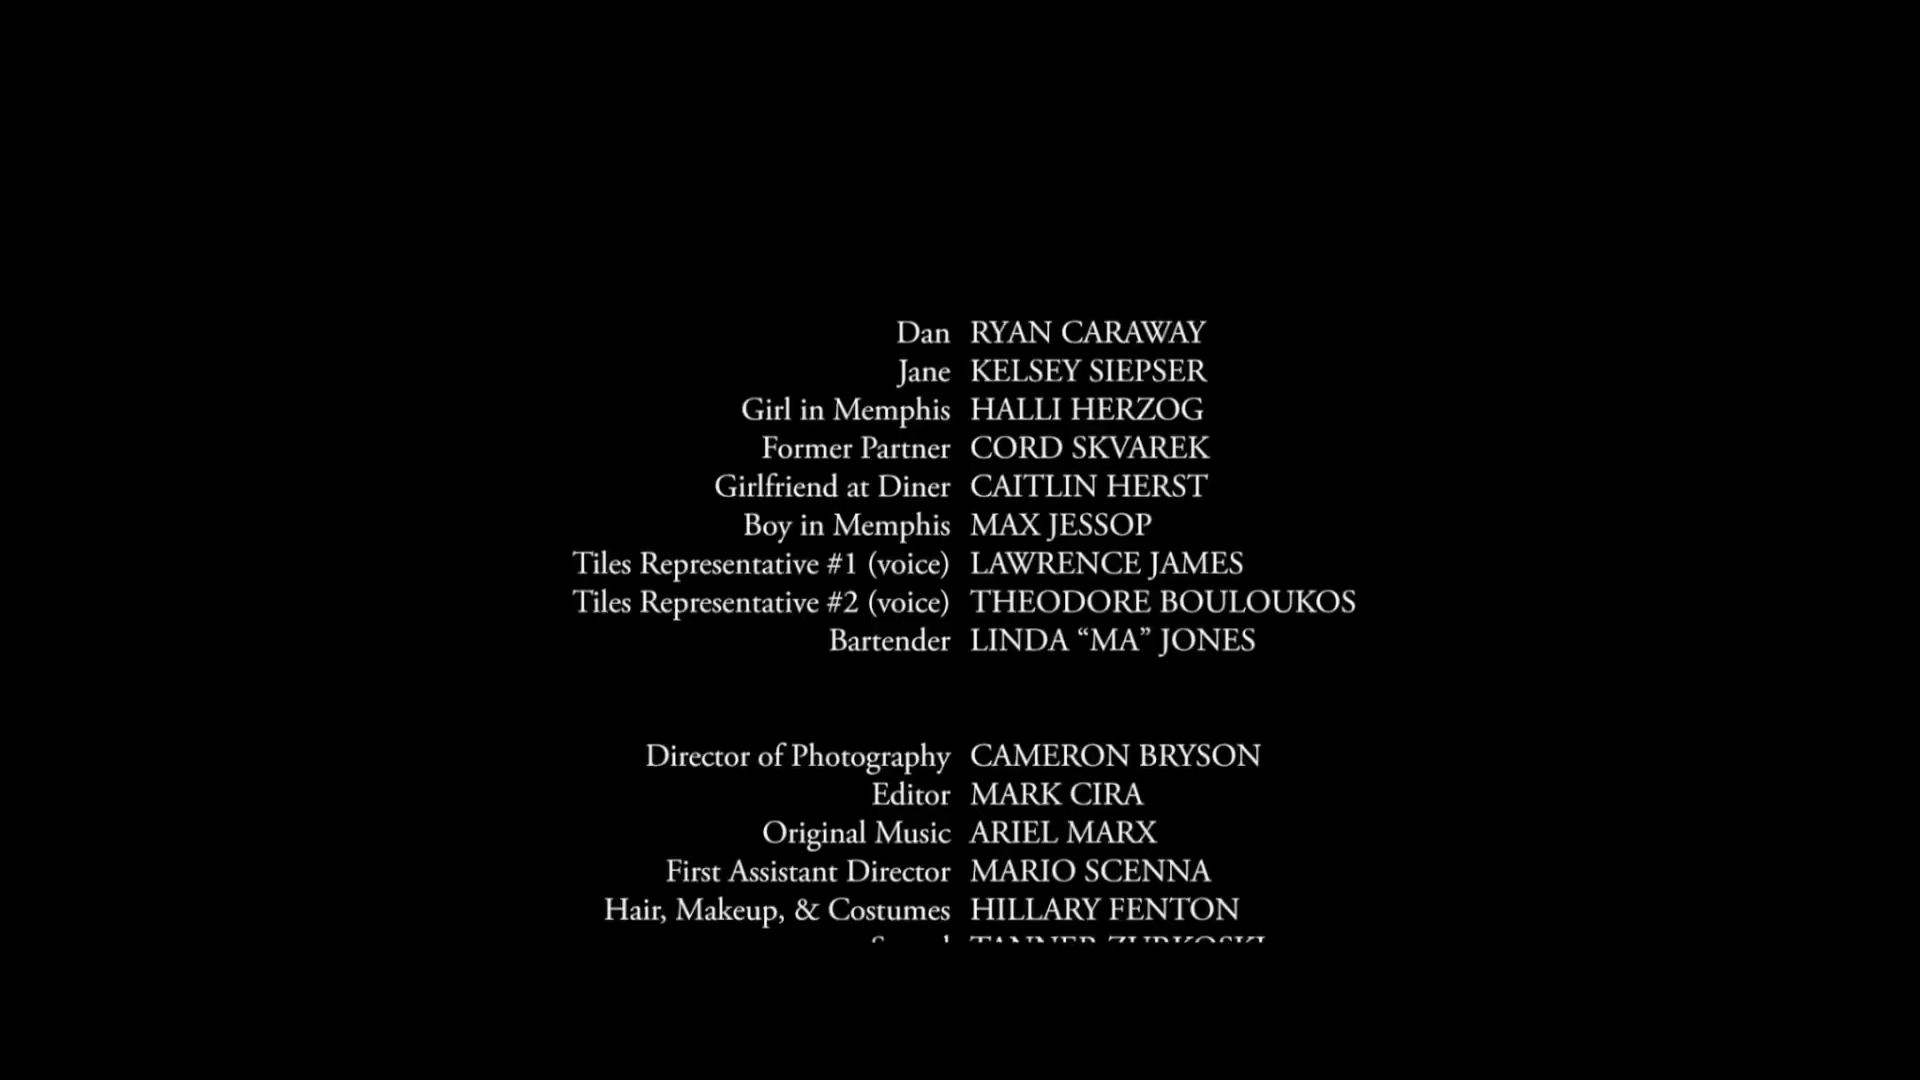 Dan RYAN CARAWAY
Jane KELSEY SIEPSER
Girl in Memphis HALLI HERZOG
Former Partner CORD SKVAREK
Girlfriend at Diner CAITLIN HERST
Boy in Memphis MAX JESSOP
Tiles Representative #1 (voice) LAWRENCE JAMES
Tiles Representative #2 (voice) THEODORE BOULOUKOS
Bartender LINDA “MA” JONES
Director of Photography CAMERON BRYSON
Editor MARK CIRA
Original Music ARIEL MARX
First Assistant Director MARIO SCENNA
Hair, Makeup, & Costumes HILLARY FENTON